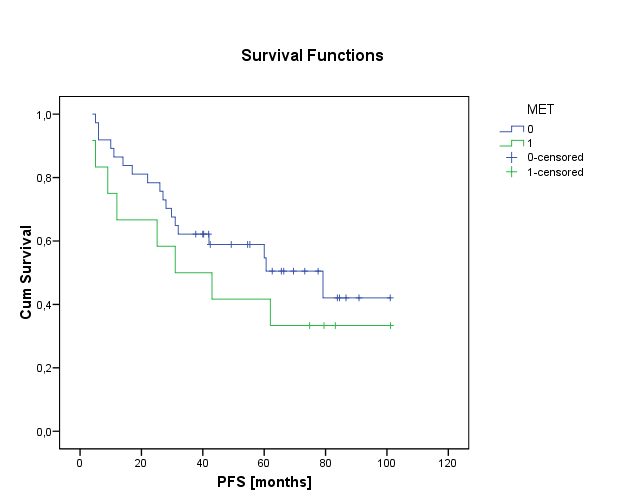 Survival Functions
MET
0
1
0-censored
1-censored
Cum Survival
1,0
0,8
0,6
0,4
0,2
0,0
0 20 40 60 80 100 120
PFS [months]